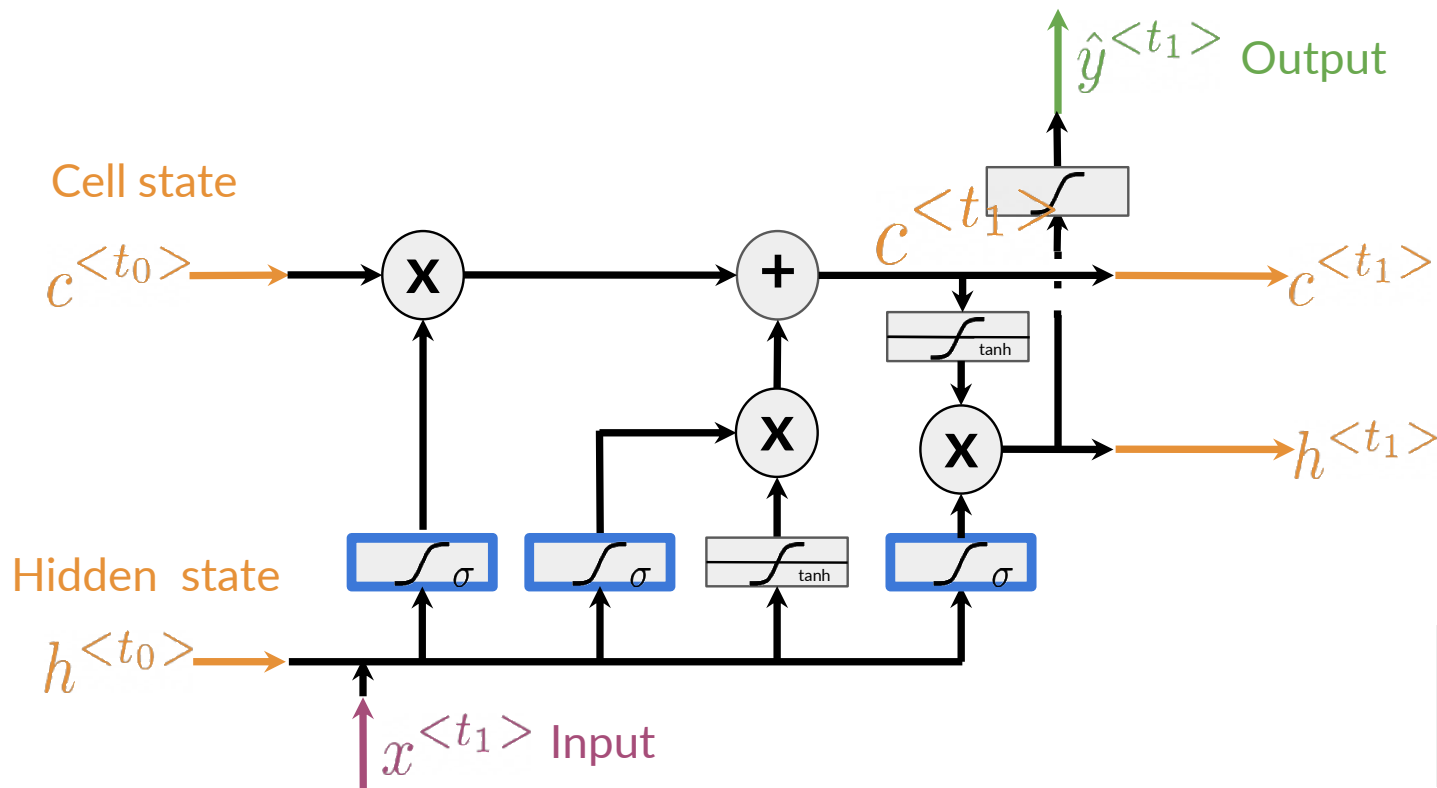 ŷ^<t₁> Output
Cell state
c^<t₁>
c^<t₀>
x
+
c^<t₁>
tanh
x
x
h^<t₁>
Hidden state
σ
σ
tanh
σ
h^<t₀>
x^<t₁> Input